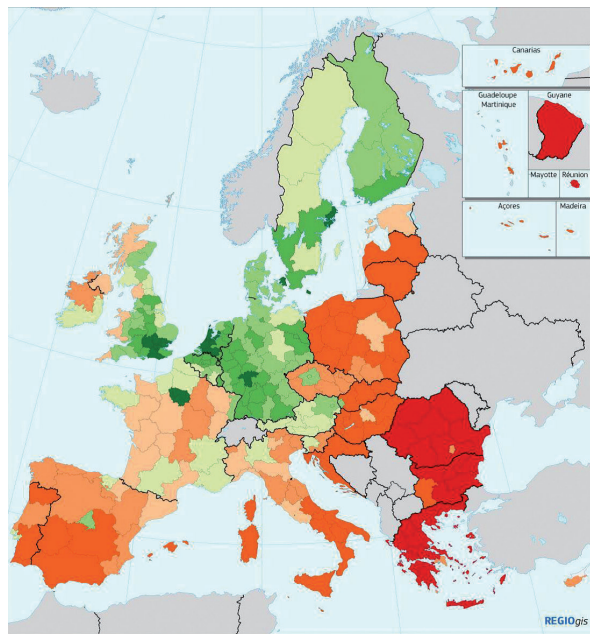 Canarias
Guadeloupe
Martinique
Guyane
Mayotte
Réunion
Açores
Madeira
REGIOgis